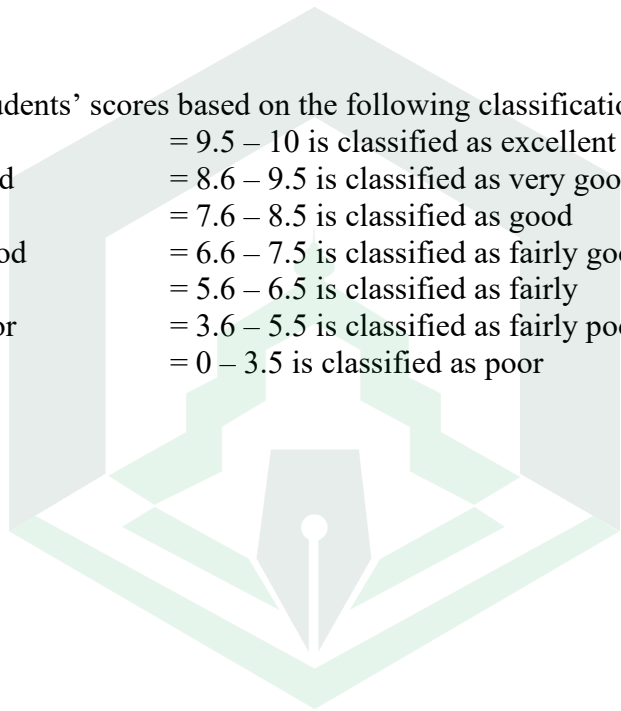 udents’ scores based on the following classificatio
= 9.5 – 10 is classified as excellent
d = 8.6 – 9.5 is classified as very goo
= 7.6 – 8.5 is classified as good
od = 6.6 – 7.5 is classified as fairly goo
= 5.6 – 6.5 is classified as fairly
or = 3.6 – 5.5 is classified as fairly poo
= 0 – 3.5 is classified as poor